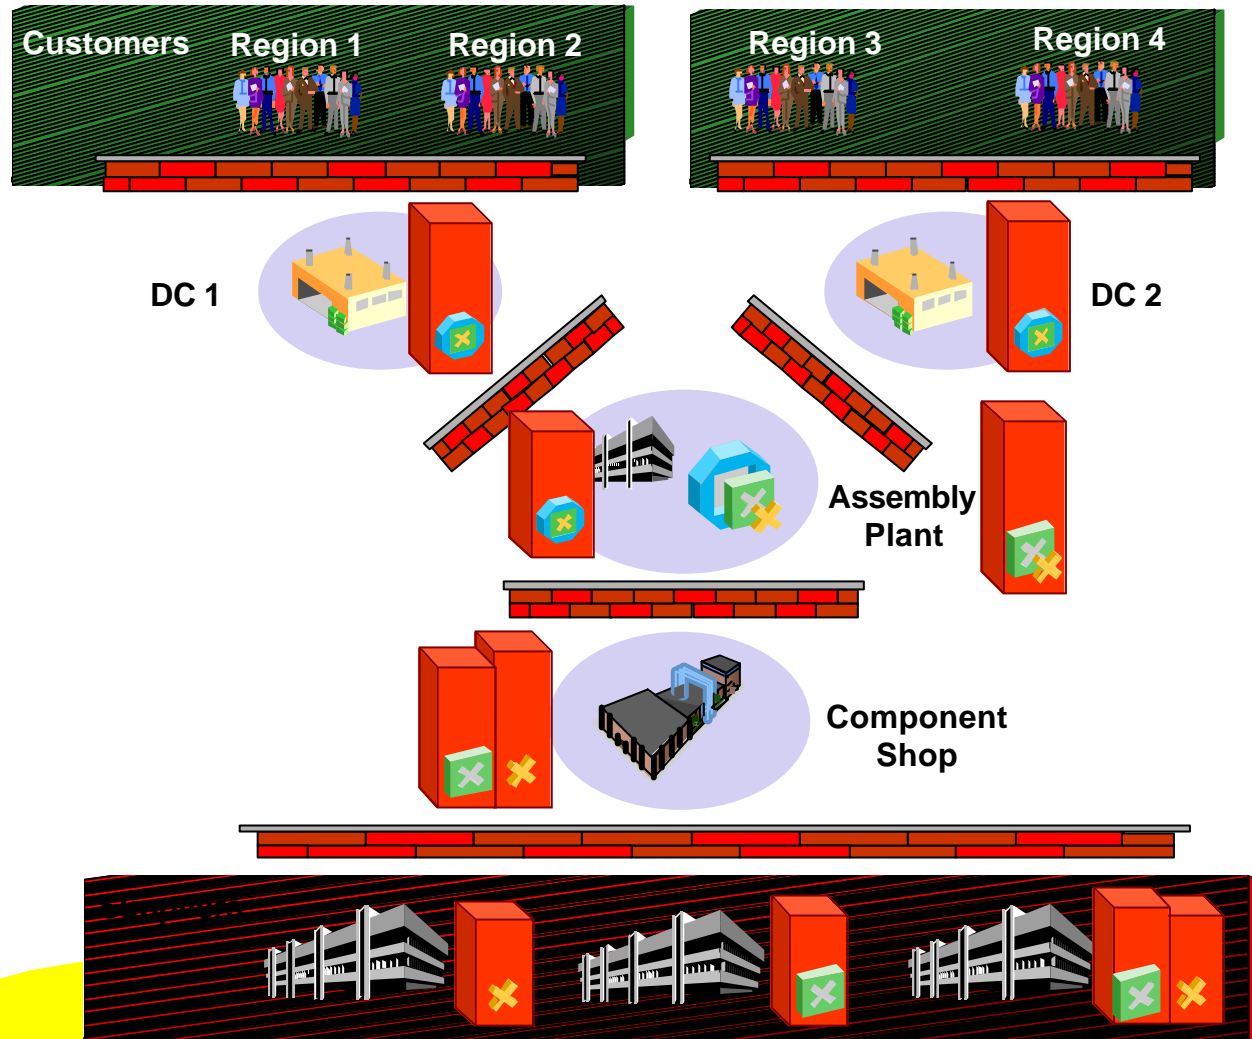 Customers
Region 1
Region 2
Region 3
Region 4
DC 1
DC 2
Assembly
Plant
Component
Shop